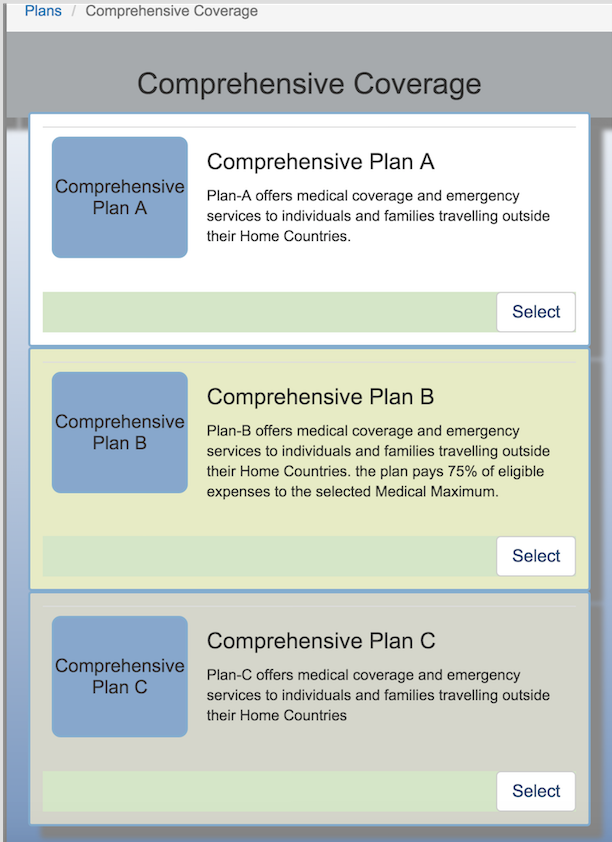 Plans / Comprehensive Coverage
Comprehensive Coverage
Comprehensive
Plan A
Comprehensive Plan A
Plan-A offers medical coverage and emergency
services to individuals and families travelling outside
their Home Countries.
Select
Comprehensive
Plan B
Comprehensive Plan B
Plan-B offers medical coverage and emergency
services to individuals and families travelling outside
their Home Countries. the plan pays 75% of eligible
expenses to the selected Medical Maximum.
Select
Comprehensive
Plan C
Comprehensive Plan C
Plan-C offers medical coverage and emergency
services to individuals and families travelling outside
their Home Countries
Select